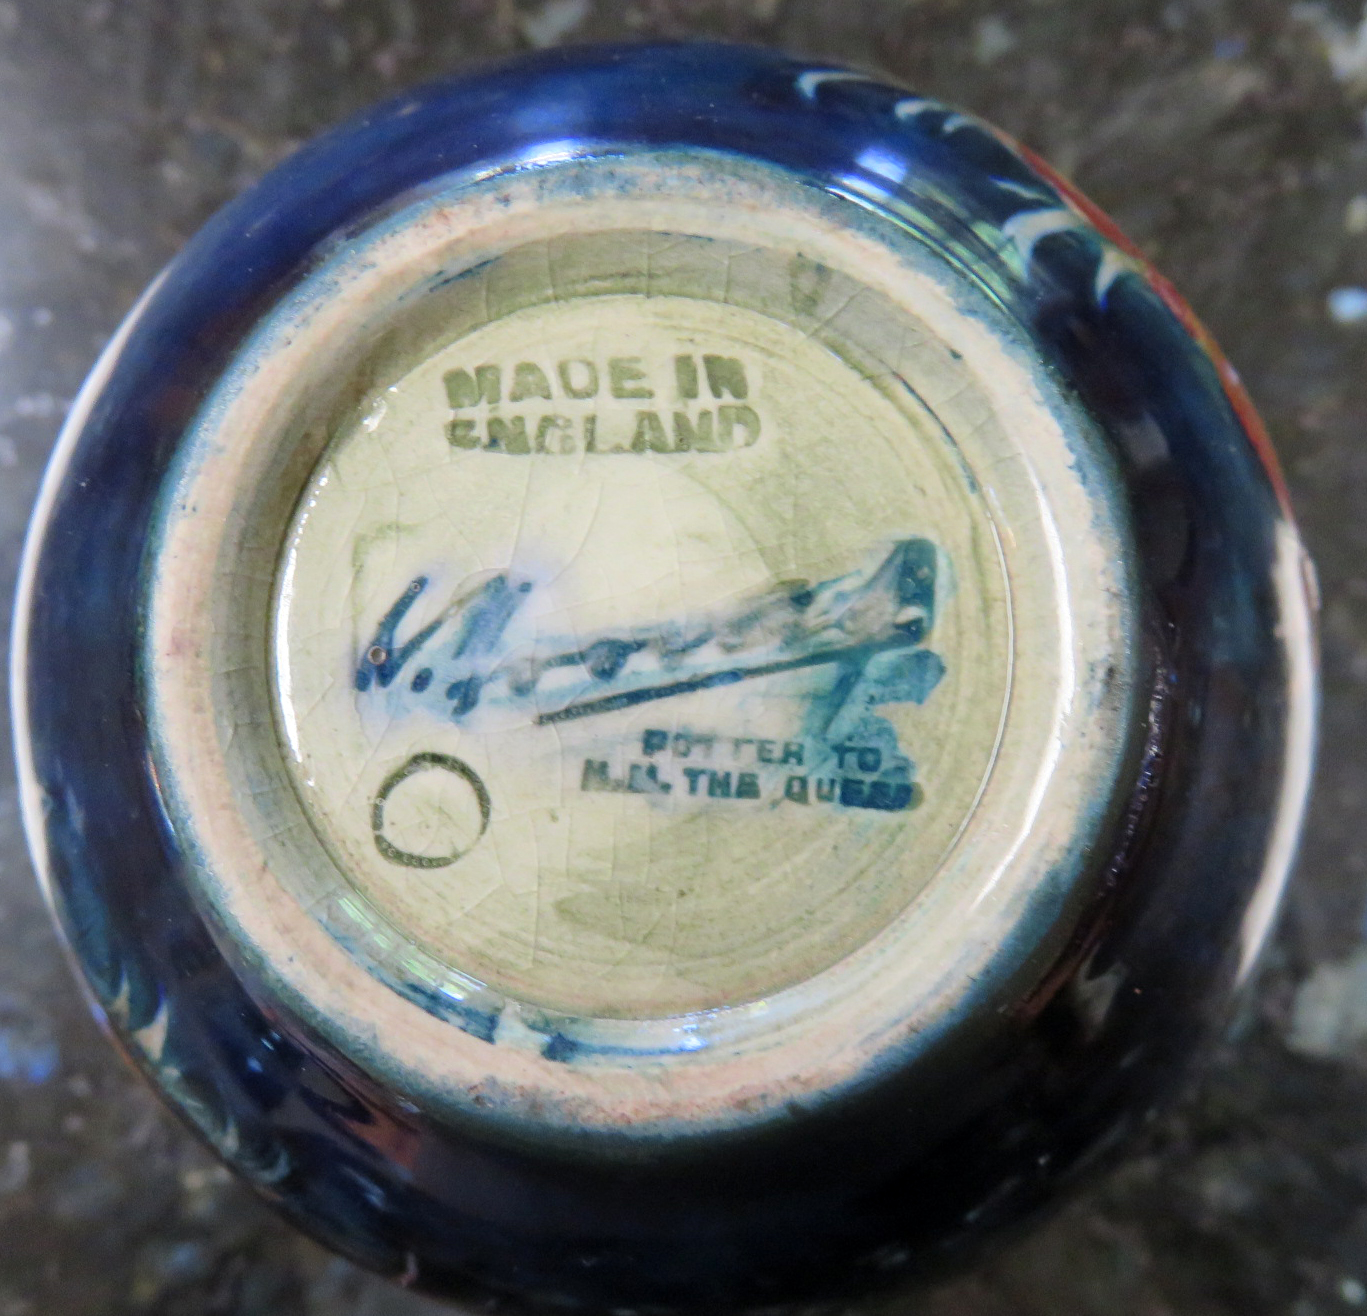 MADE IN
ENGLAND
POTTER TO
H.M. THE QUEEN